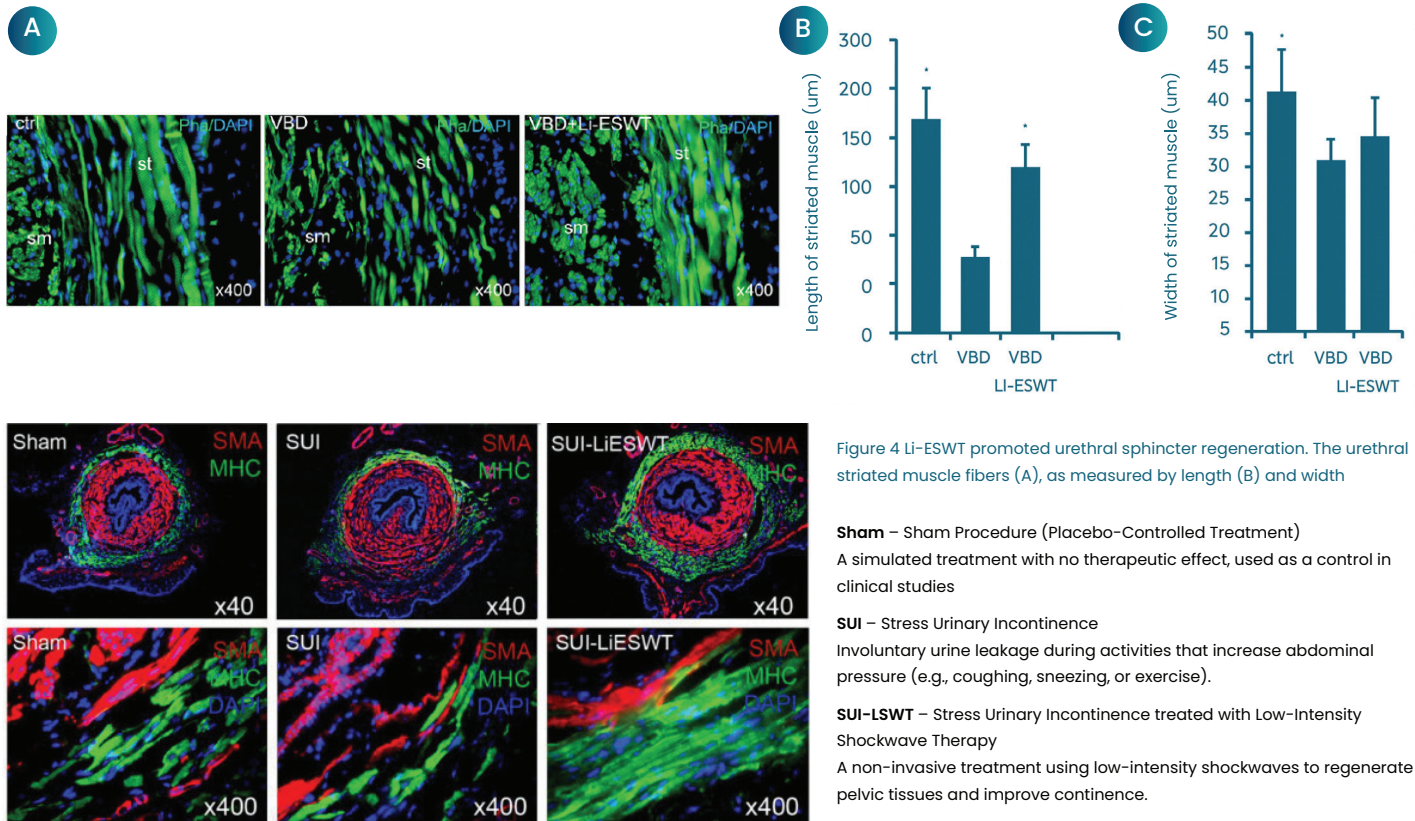 A
ctrl
Pha/DAPI
st
sm
x400
VBD
Pha/DAPI
st
sm
x400
VBD+Li-ESWT
Pha/DAPI
st
sm
x400
B
Length of striated muscle (um)
300
200
150
100
50
0
0
*
*
ctrl
VBD
VBD
LI-ESWT
C
Width of striated muscle (um)
50
45
40
35
30
25
20
15
10
5
*
ctrl
VBD
VBD
LI-ESWT
Sham
SMA
MHC
x40
SUI
SMA
MHC
x40
SUI-LiESWT
SMA
MHC
x40
Sham
SMA
MHC
DAPI
x400
SUI
SMA
MHC
DAPI
x400
SUI-LiESWT
SMA
MHC
DAPI
x400
Figure 4 Li-ESWT promoted urethral sphincter regeneration. The urethral
striated muscle fibers (A), as measured by length (B) and width
Sham – Sham Procedure (Placebo-Controlled Treatment)
A simulated treatment with no therapeutic effect, used as a control in
clinical studies
SUI – Stress Urinary Incontinence
Involuntary urine leakage during activities that increase abdominal
pressure (e.g., coughing, sneezing, or exercise).
SUI-LSWT – Stress Urinary Incontinence treated with Low-Intensity
Shockwave Therapy
A non-invasive treatment using low-intensity shockwaves to regenerate
pelvic tissues and improve continence.